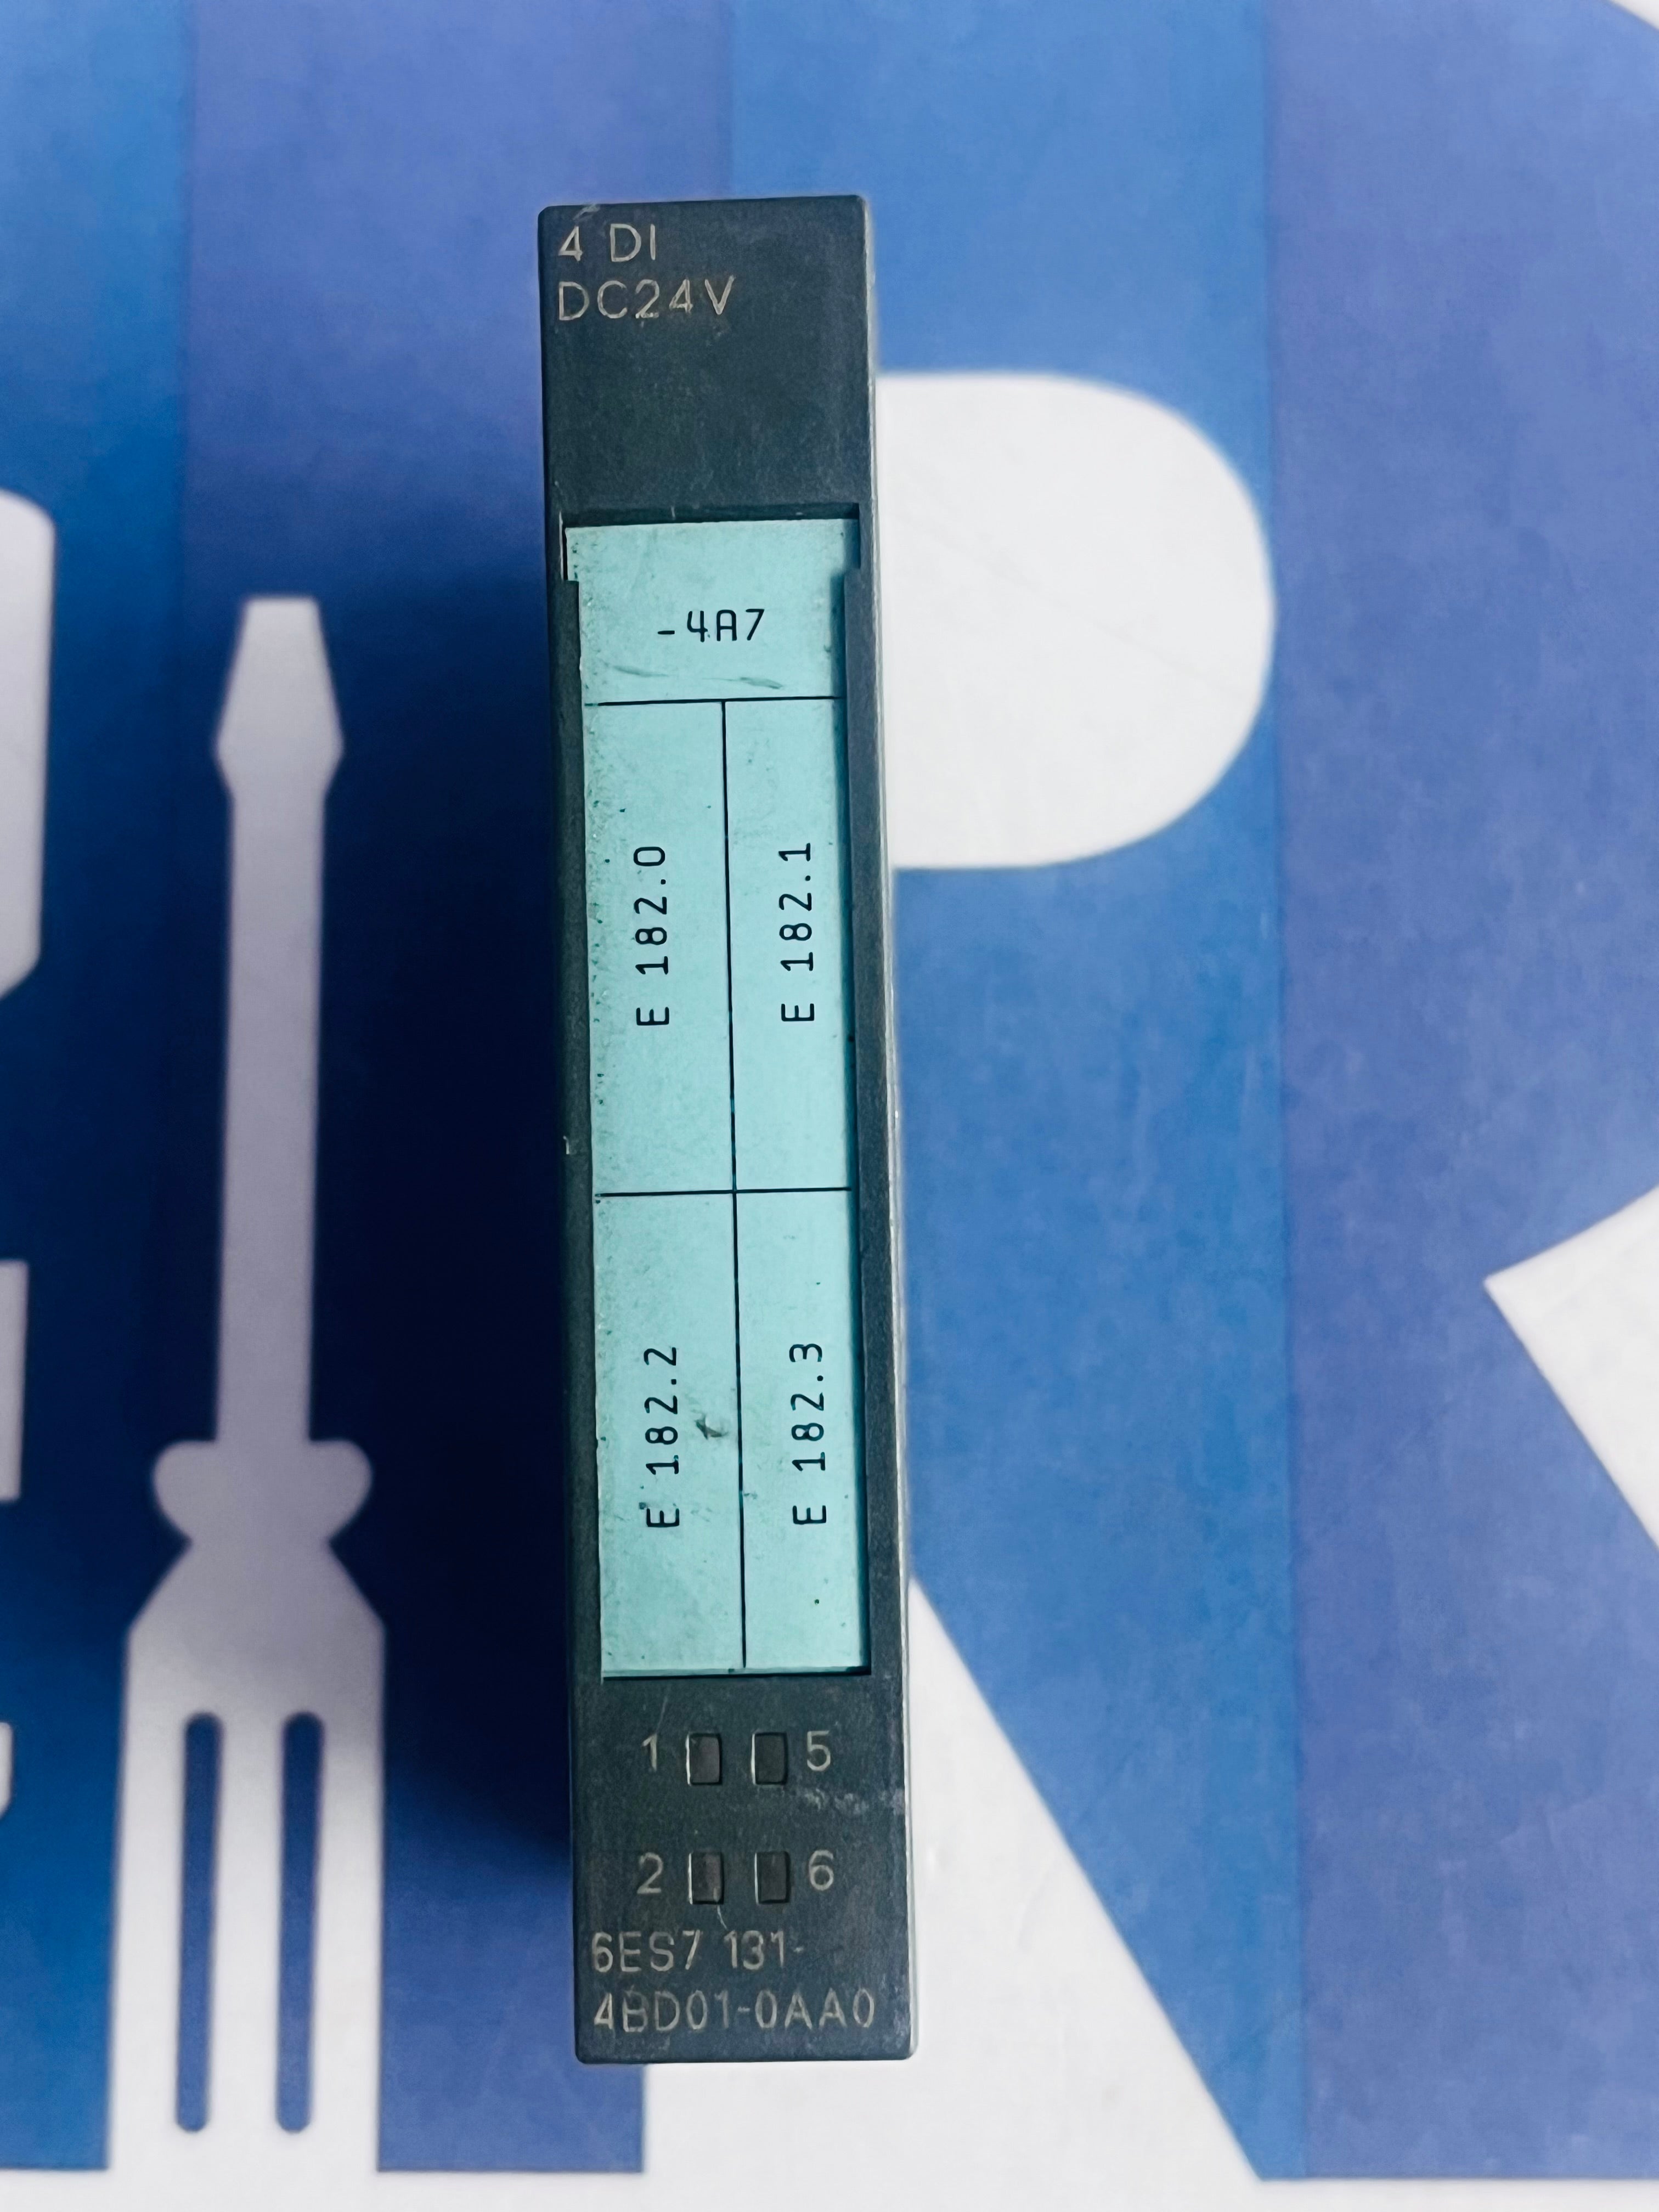 4 DI
DC24V
-4A7
E 182.0
E 182.1
E 182.2
E 182.3
1 5
2 6
6ES7 131-
4BD01-0AA0